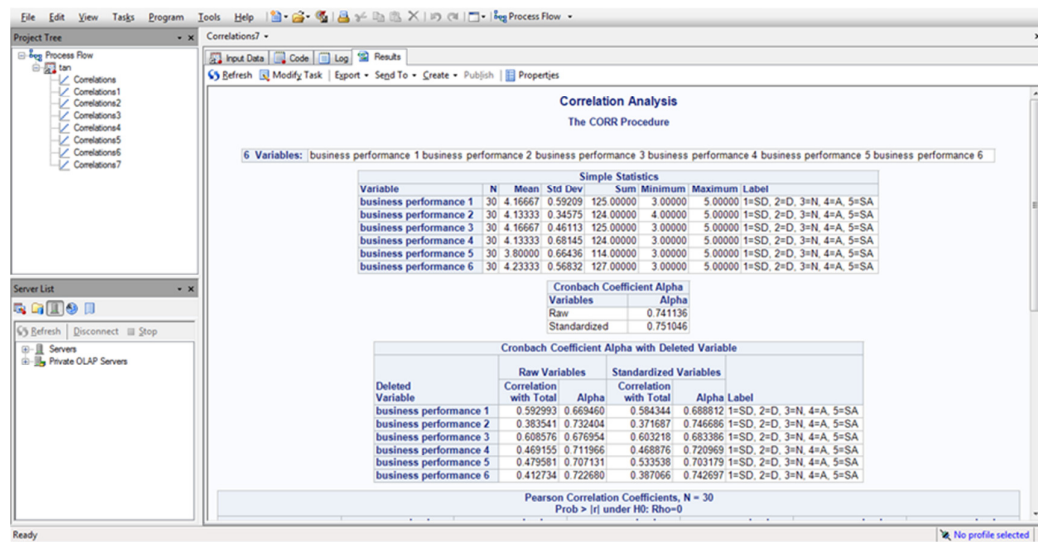 File Edit View Tasks Program Tools Help Process Flow
Project Tree
Process Flow
tan
Correlations
Correlations1
Correlations2
Correlations3
Correlations4
Correlations5
Correlations6
Correlations7
Server List
Refresh Disconnect Stop
Servers
Private OLAP Servers
Correlations7
Input Data Code Log Results
Refresh Modify Task Export Send To Create Publish Properties
Correlation Analysis
The CORR Procedure
6 Variables: business performance 1 business performance 2 business performance 3 business performance 4 business performance 5 business performance 6
Simple Statistics
Variable N Mean Std Dev Sum Minimum Maximum Label
business performance 1 30 4.16667 0.59209 125.00000 3.00000 5.00000 1=SD, 2=D, 3=N, 4=A, 5=SA
business performance 2 30 4.13333 0.34575 124.00000 4.00000 5.00000 1=SD, 2=D, 3=N, 4=A, 5=SA
business performance 3 30 4.16667 0.46113 125.00000 3.00000 5.00000 1=SD, 2=D, 3=N, 4=A, 5=SA
business performance 4 30 4.13333 0.68145 124.00000 3.00000 5.00000 1=SD, 2=D, 3=N, 4=A, 5=SA
business performance 5 30 3.80000 0.66436 114.00000 3.00000 5.00000 1=SD, 2=D, 3=N, 4=A, 5=SA
business performance 6 30 4.23333 0.56832 127.00000 3.00000 5.00000 1=SD, 2=D, 3=N, 4=A, 5=SA
Cronbach Coefficient Alpha
Variables Alpha
Raw 0.741136
Standardized 0.751046
Cronbach Coefficient Alpha with Deleted Variable
Raw Variables Standardized Variables
Deleted Correlation Correlation
Variable with Total Alpha with Total Alpha Label
business performance 1 0.592993 0.669460 0.584344 0.688812 1=SD, 2=D, 3=N, 4=A, 5=SA
business performance 2 0.383541 0.732404 0.371687 0.746686 1=SD, 2=D, 3=N, 4=A, 5=SA
business performance 3 0.608576 0.676954 0.603218 0.683386 1=SD, 2=D, 3=N, 4=A, 5=SA
business performance 4 0.469155 0.711966 0.468876 0.720969 1=SD, 2=D, 3=N, 4=A, 5=SA
business performance 5 0.479581 0.707131 0.533538 0.703179 1=SD, 2=D, 3=N, 4=A, 5=SA
business performance 6 0.412734 0.722680 0.387066 0.742697 1=SD, 2=D, 3=N, 4=A, 5=SA
Pearson Correlation Coefficients, N = 30
Prob > |r| under H0: Rho=0
Ready
No profile selected